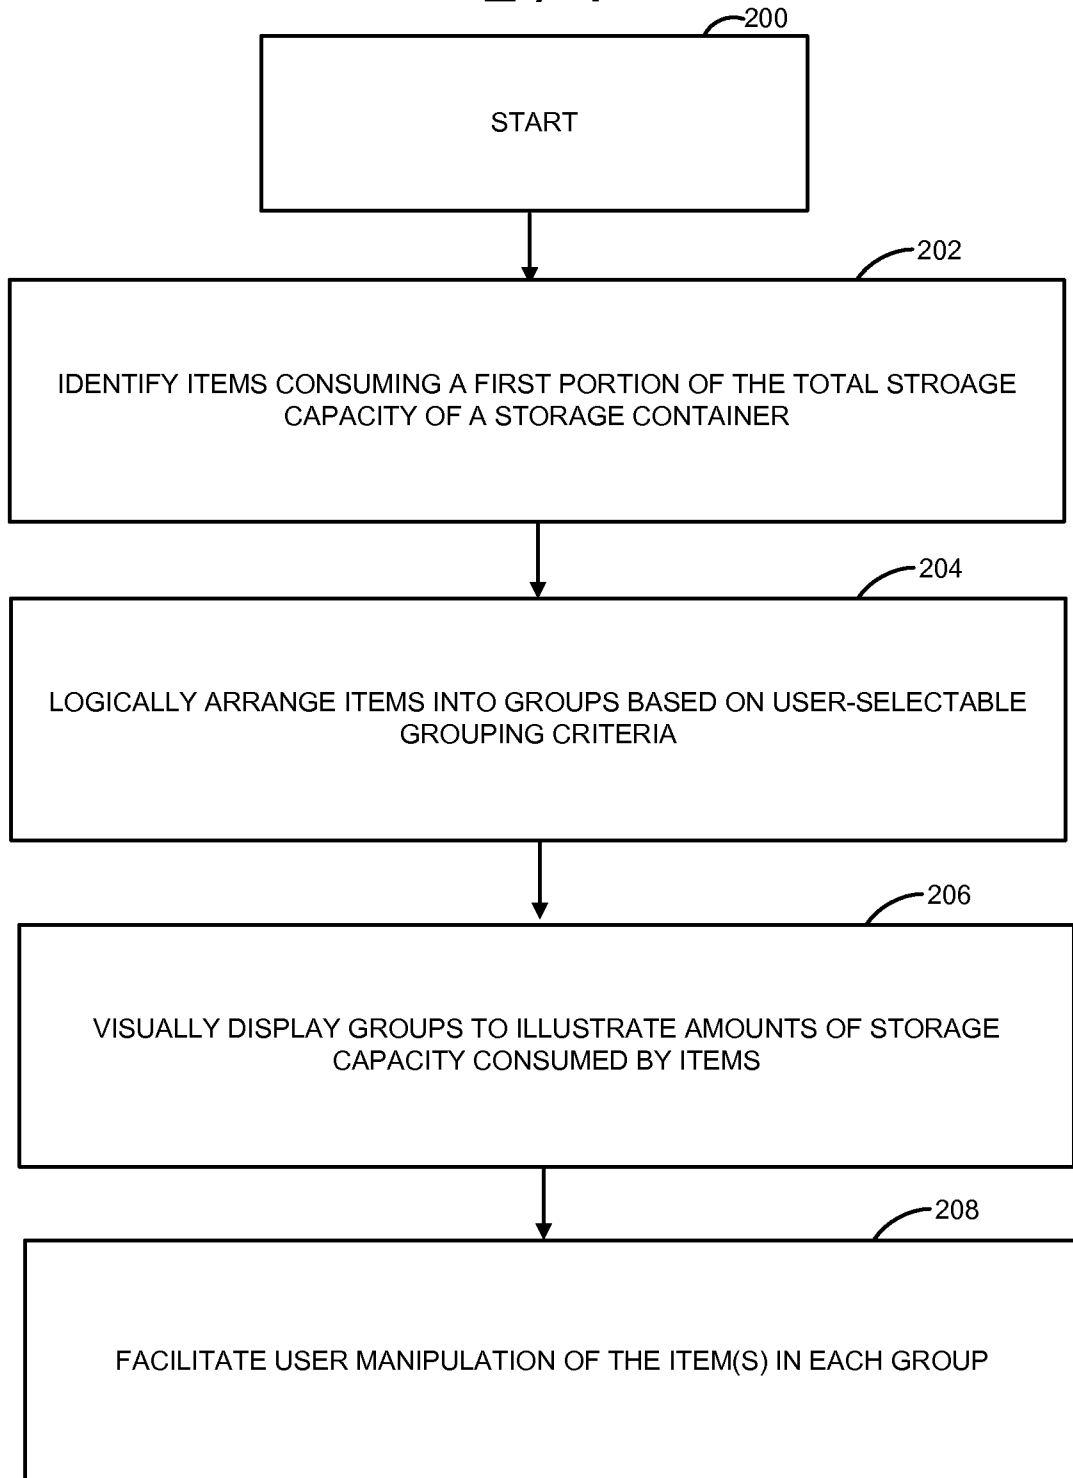 200
START
202
IDENTIFY ITEMS CONSUMING A FIRST PORTION OF THE TOTAL STROAGE
CAPACITY OF A STORAGE CONTAINER
204
LOGICALLY ARRANGE ITEMS INTO GROUPS BASED ON USER-SELECTABLE
GROUPING CRITERIA
206
VISUALLY DISPLAY GROUPS TO ILLUSTRATE AMOUNTS OF STORAGE
CAPACITY CONSUMED BY ITEMS
208
FACILITATE USER MANIPULATION OF THE ITEM(S) IN EACH GROUP